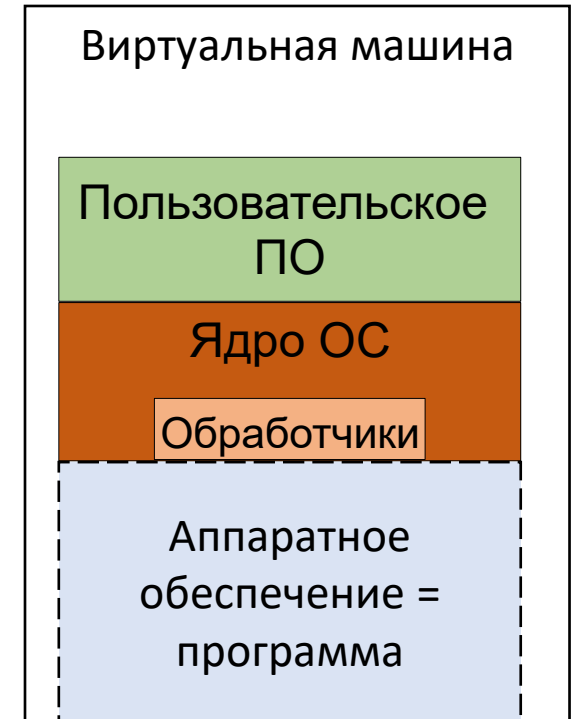 Виртуальная машина
Пользовательское
ПО
Ядро ОС
Обработчики
Аппаратное
обеспечение =
программа